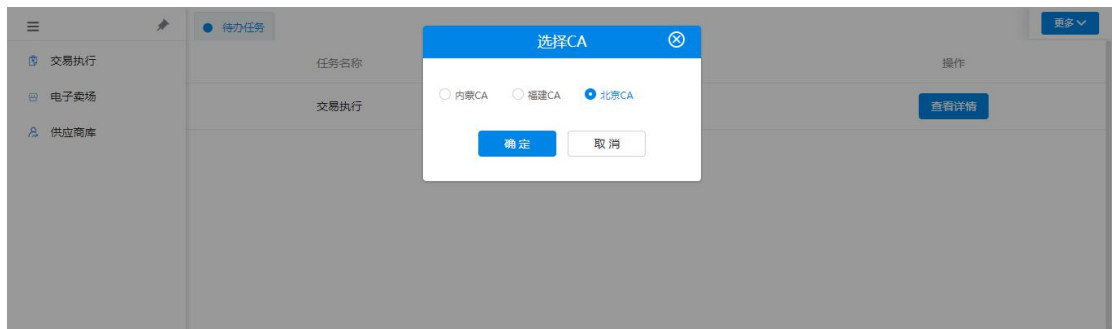 待办任务
更多
选择CA
交易执行
任务名称
操作
电子卖场
内蒙CA 福建CA 北京CA
交易执行
查看详情
供应商库
确定 取消